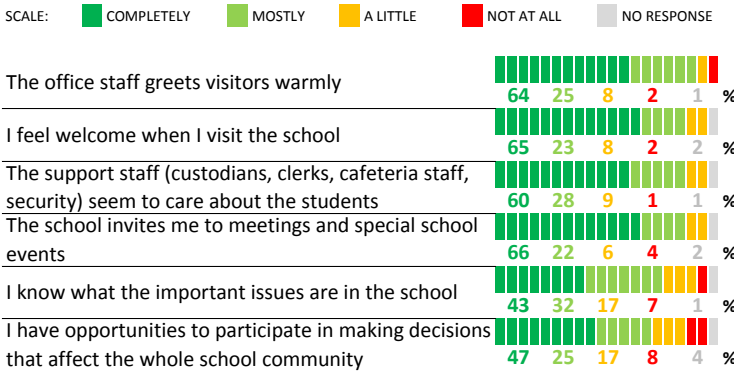 SCALE: COMPLETELY MOSTLY A LITTLE NOT AT ALL NO RESPONSE
The office staff greets visitors warmly
64 25 8 2 1 %
I feel welcome when I visit the school
65 23 8 2 2 %
The support staff (custodians, clerks, cafeteria staff,
security) seem to care about the students
60 28 9 1 1 %
The school invites me to meetings and special school
events
66 22 6 4 2 %
I know what the important issues are in the school
43 32 17 7 1 %
I have opportunities to participate in making decisions
that affect the whole school community
47 25 17 8 4 %